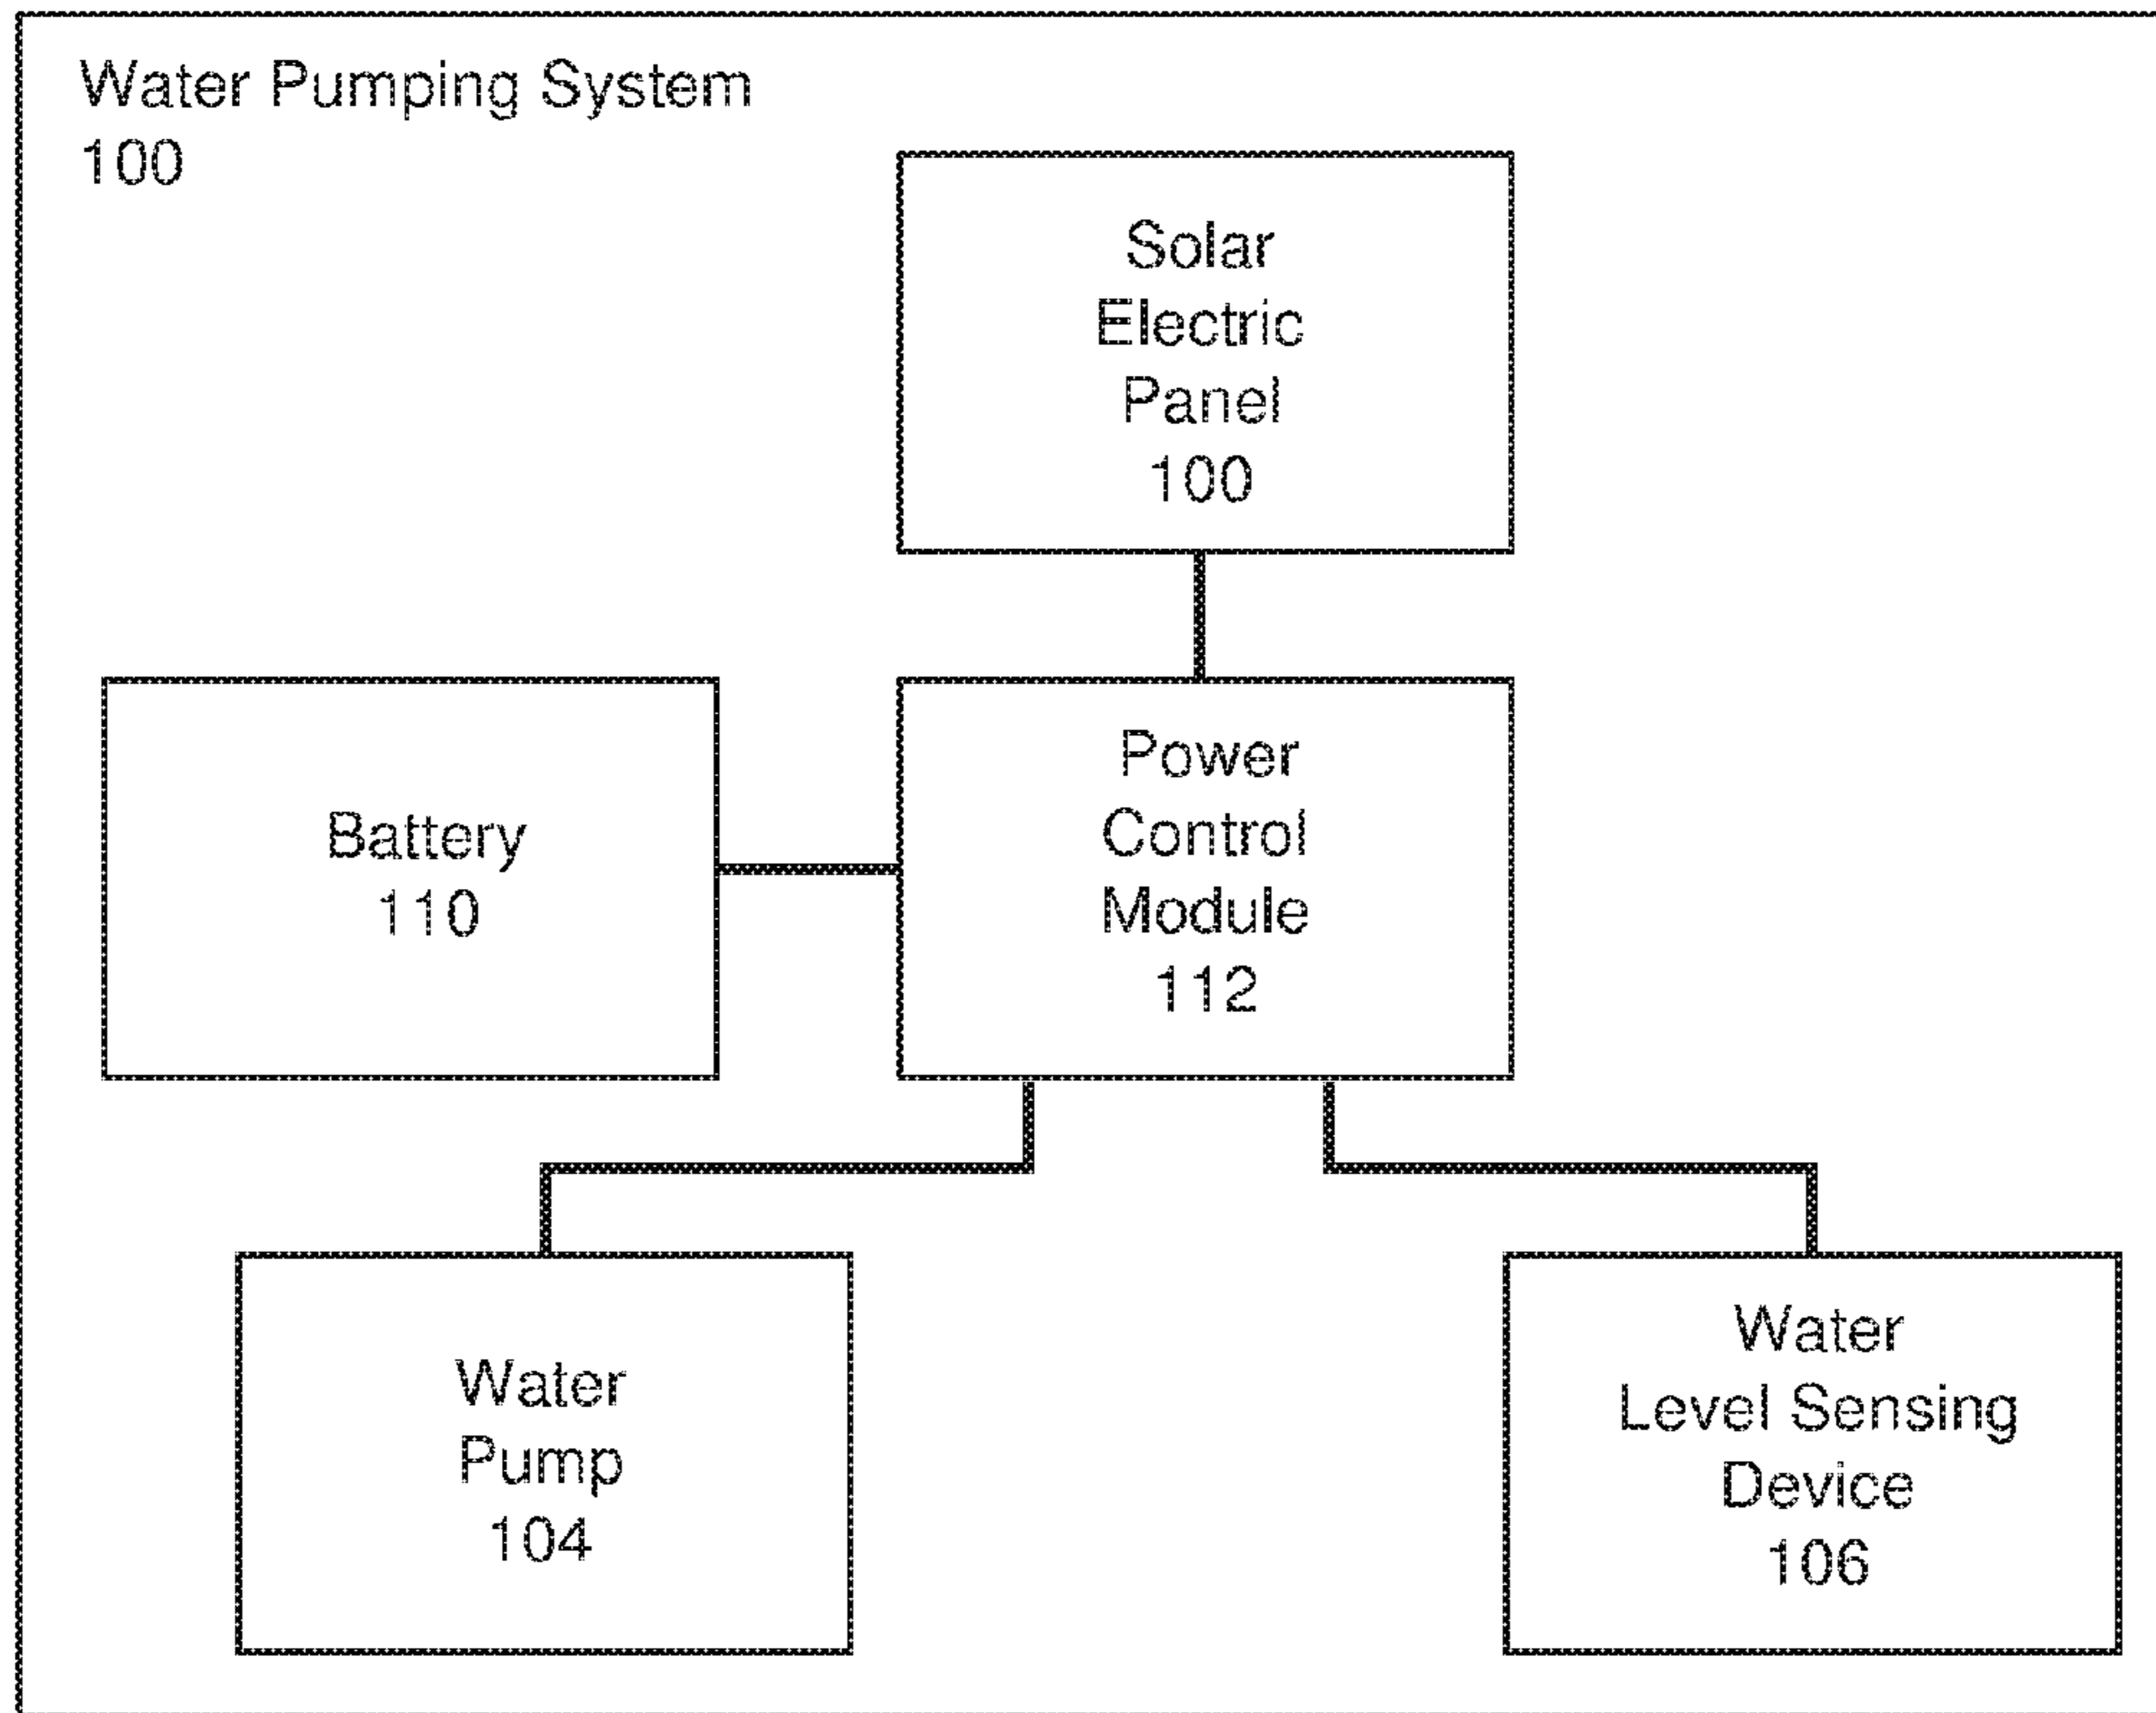 Water Pumping System
100
Solar
Electric
Panel
100
Battery
110
Power
Control
Module
112
Water
Pump
104
Water
Level Sensing
Device
106